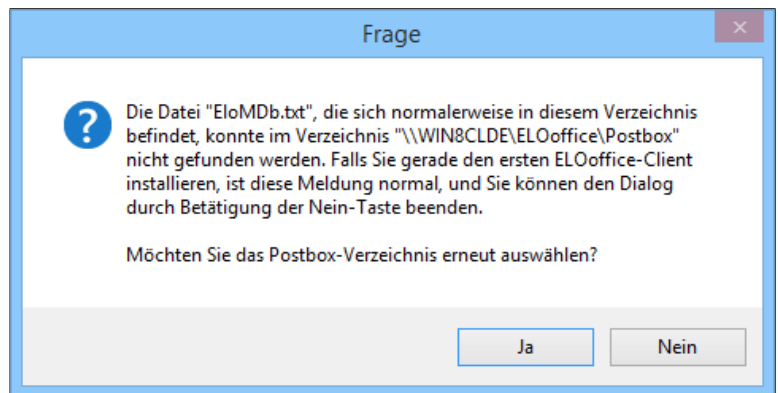 Frage
Die Datei "EloMDb.txt", die sich normalerweise in diesem Verzeichnis
befindet, konnte im Verzeichnis "\\WIN8CLDE\ELOoffice\Postbox"
nicht gefunden werden. Falls Sie gerade den ersten ELOoffice-Client
installieren, ist diese Meldung normal, und Sie können den Dialog
durch Betätigung der Nein-Taste beenden.
Möchten Sie das Postbox-Verzeichnis erneut auswählen?
Ja
Nein